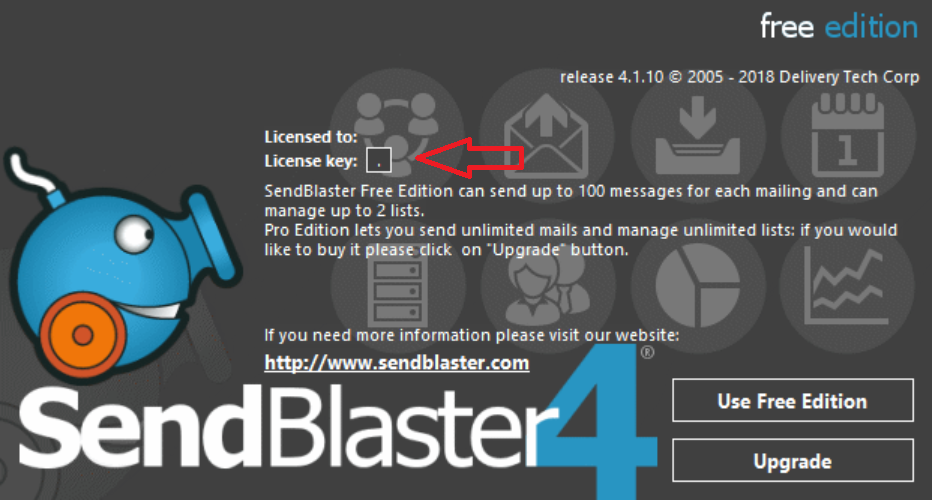 free edition
release 4.1.10 © 2005 - 2018 Delivery Tech Corp
Licensed to:
License key: .
SendBlaster Free Edition can send up to 100 messages for each mailing and can
manage up to 2 lists.
Pro Edition lets you send unlimited mails and manage unlimited lists: if you would
like to buy it please click on "Upgrade" button.
If you need more information please visit our website:
http://www.sendblaster.com
SendBlaster4®
Use Free Edition
Upgrade
1